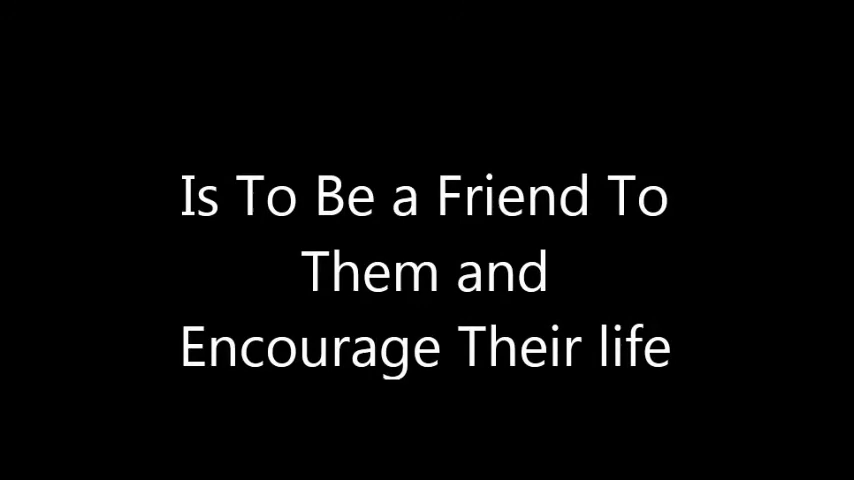 Is To Be a Friend To
Them and
Encourage Their life